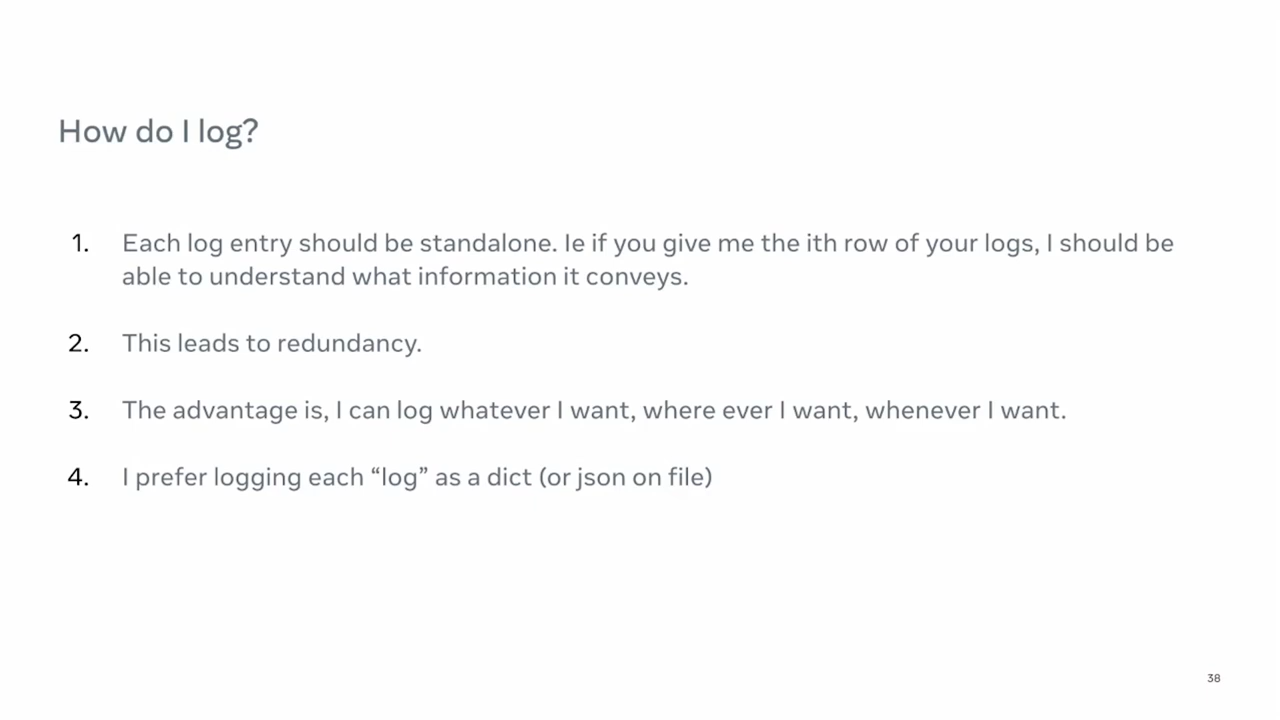 How do I log?
1. Each log entry should be standalone. Ie if you give me the ith row of your logs, I should be
able to understand what information it conveys.
2. This leads to redundancy.
3. The advantage is, I can log whatever I want, where ever I want, whenever I want.
4. I prefer logging each “log” as a dict (or json on file)
38